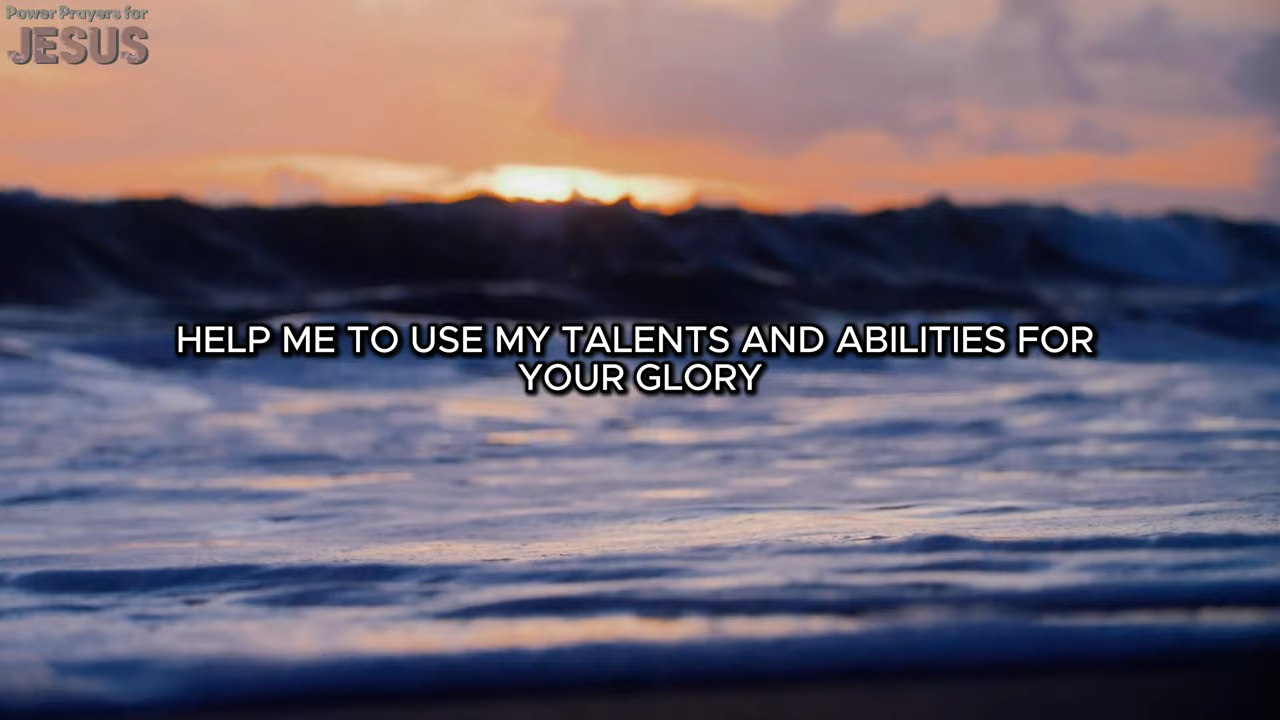 Power Prayers for
JESUS
HELP ME TO USE MY TALENTS AND ABILITIES FOR
YOUR GLORY